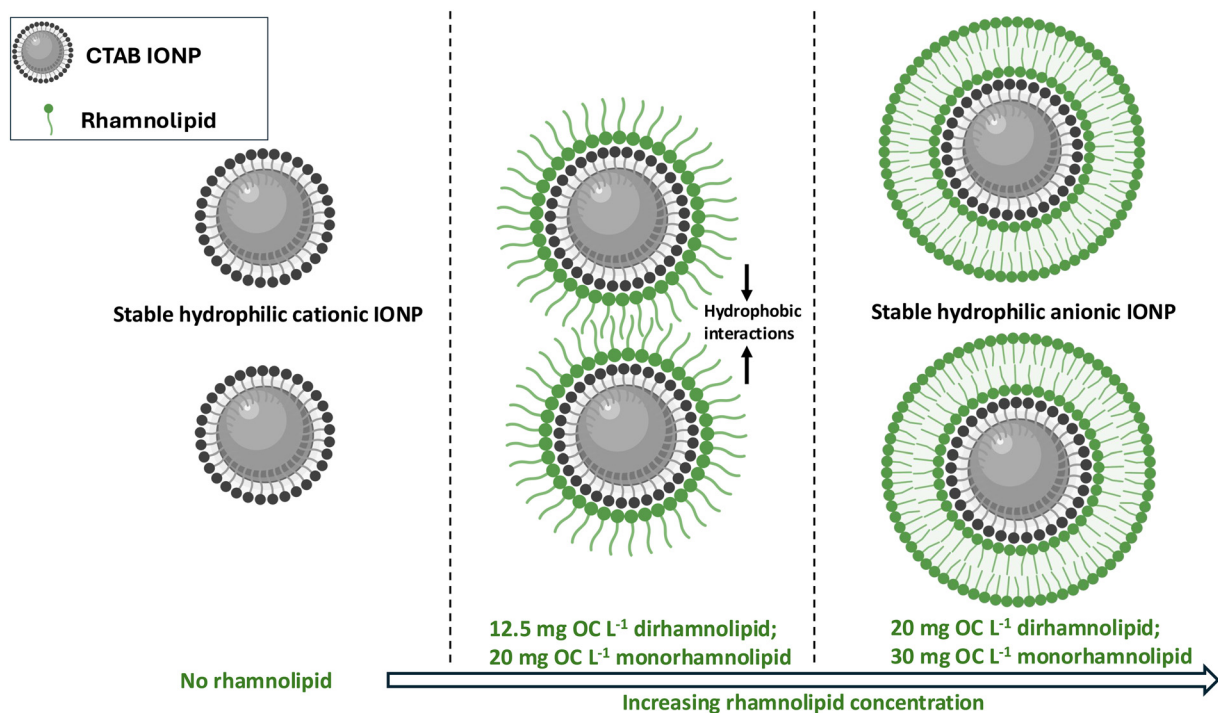 CTAB IONP
Rhamnolipid
Stable hydrophilic cationic IONP
Hydrophobic
interactions
Stable hydrophilic anionic IONP
12.5 mg OC L⁻¹ dirhamnolipid;
20 mg OC L⁻¹ monorhamnolipid
20 mg OC L⁻¹ dirhamnolipid;
30 mg OC L⁻¹ monorhamnolipid
No rhamnolipid
Increasing rhamnolipid concentration